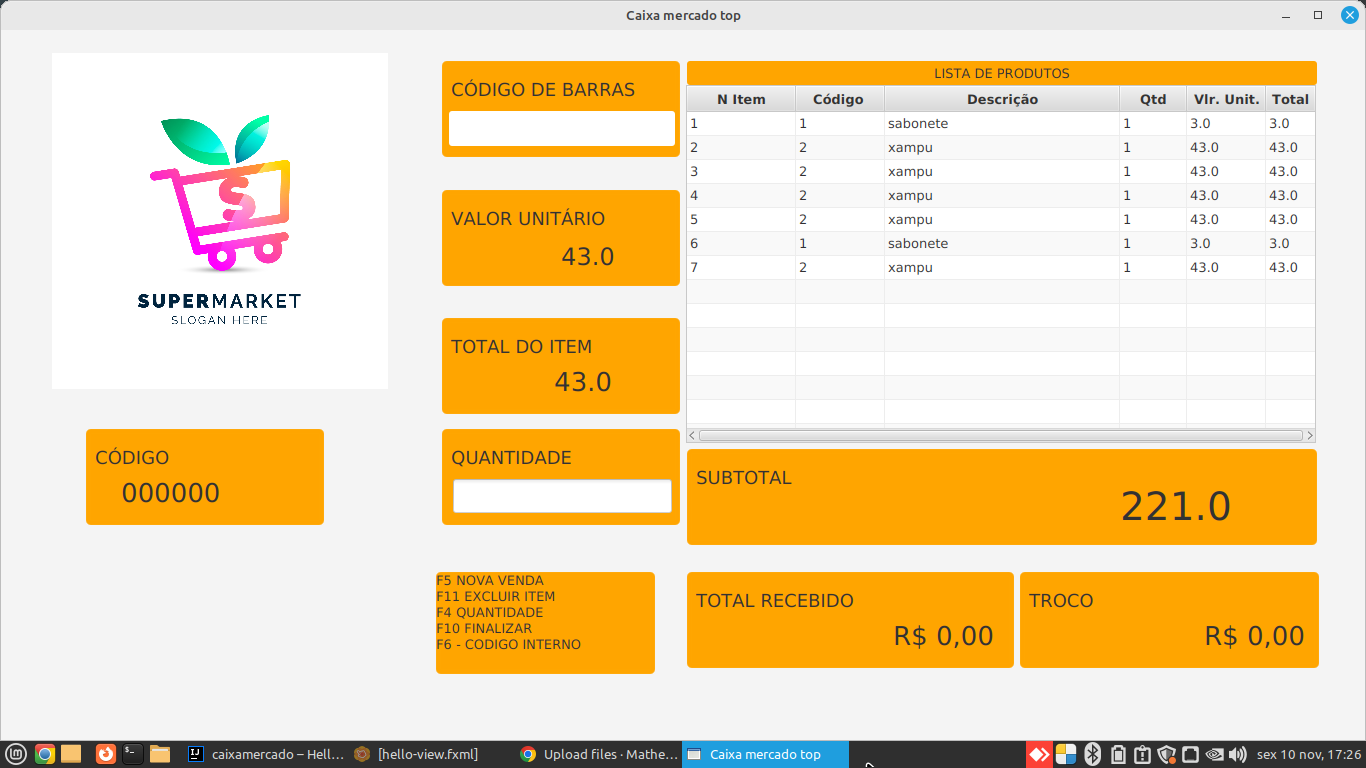 Caixa mercado top
SUPERMARKET
SLOGAN HERE
CÓDIGO
000000
CÓDIGO DE BARRAS
VALOR UNITÁRIO
43.0
TOTAL DO ITEM
43.0
QUANTIDADE
F5 NOVA VENDA
F11 EXCLUIR ITEM
F4 QUANTIDADE
F10 FINALIZAR
F6 - CODIGO INTERNO
LISTA DE PRODUTOS
N Item Código Descrição Qtd Vlr. Unit. Total
1 1 sabonete 1 3.0 3.0
2 2 xampu 1 43.0 43.0
3 2 xampu 1 43.0 43.0
4 2 xampu 1 43.0 43.0
5 2 xampu 1 43.0 43.0
6 1 sabonete 1 3.0 3.0
7 2 xampu 1 43.0 43.0
SUBTOTAL
221.0
TOTAL RECEBIDO
R$ 0,00
TROCO
R$ 0,00
caixamercado – Hell... [hello-view.fxml] Upload files · Mathe... Caixa mercado top sex 10 nov, 17:26